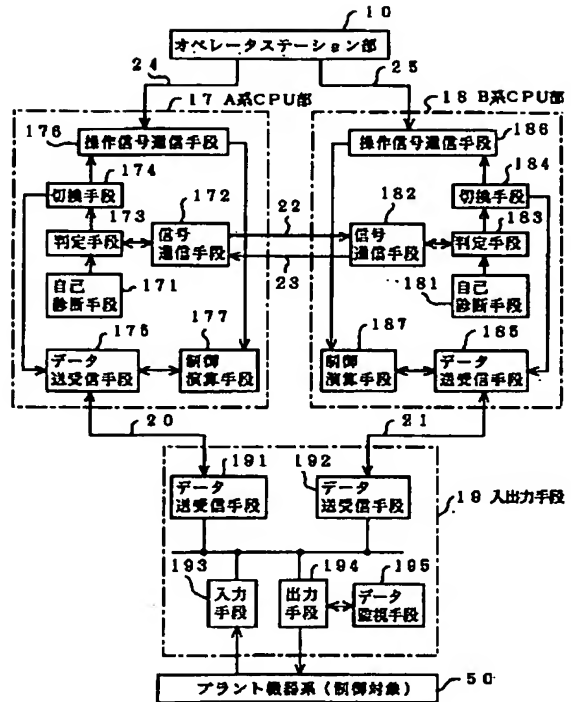 10
オペレータステーション部
24
25
17 A系CPU部
18 B系CPU部
176
操作信号通信手段
186
操作信号通信手段
174
切換手段
184
切換手段
173
判定手段
172
信号
通信手段
22
23
182
信号
通信手段
183
判定手段
自己
診断手段
171
181
自己
診断手段
175
データ
送受信手段
177
制御
演算手段
187
制御
演算手段
185
データ
送受信手段
20
21
191
データ
送受信手段
192
データ
送受信手段
19 入出力手段
193
入力
手段
194
出力
手段
195
データ
監視手段
プラント機器系(制御対象)
50